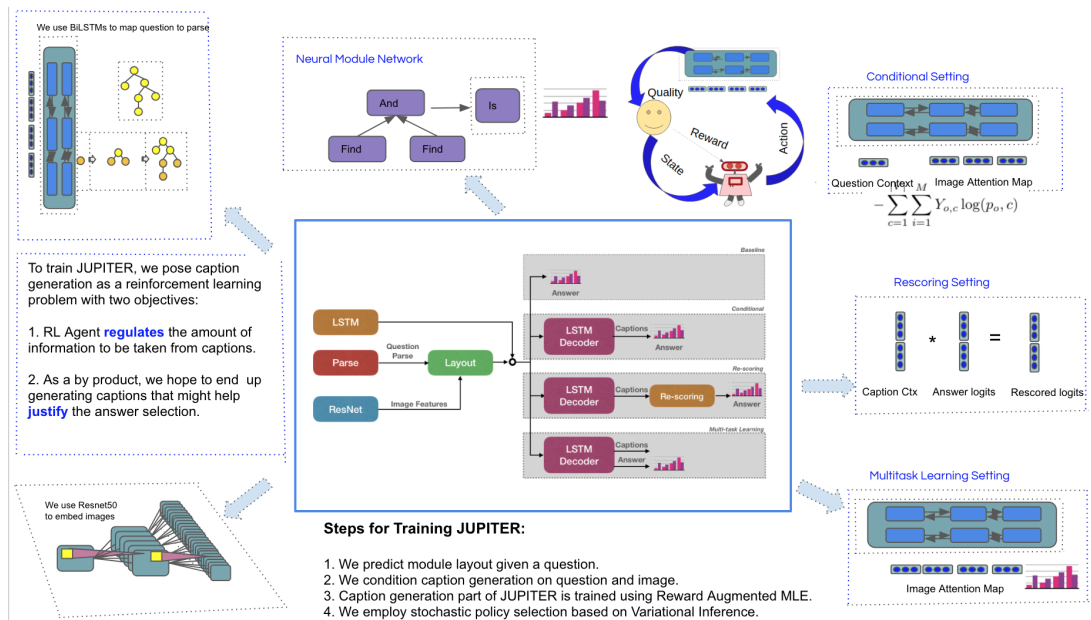 We use BiLSTMs to map question to parse
Neural Module Network
And
Is
Find
Find
Quality
Reward
State
Action
Conditional Setting
Question Context
Image Attention Map
− ∑ c=1 ∑ i=1 M Y o,c log(p o , c)
To train JUPITER, we pose caption
generation as a reinforcement learning
problem with two objectives:
1. RL Agent regulates the amount of
information to be taken from captions.
2. As a by product, we hope to end up
generating captions that might help
justify the answer selection.
LSTM
Parse
ResNet
Question
Parse
Image Features
Layout
Baseline
Answer
Conditional
LSTM
Decoder
Captions
Answer
Re-scoring
LSTM
Decoder
Captions
Re-scoring
Answer
Multi-task Learning
LSTM
Decoder
Captions
Answer
Rescoring Setting
*
=
Caption Ctx
Answer logits
Rescored logits
We use Resnet50
to embed images
Steps for Training JUPITER:
1. We predict module layout given a question.
2. We condition caption generation on question and image.
3. Caption generation part of JUPITER is trained using Reward Augmented MLE.
4. We employ stochastic policy selection based on Variational Inference.
Multitask Learning Setting
Image Attention Map